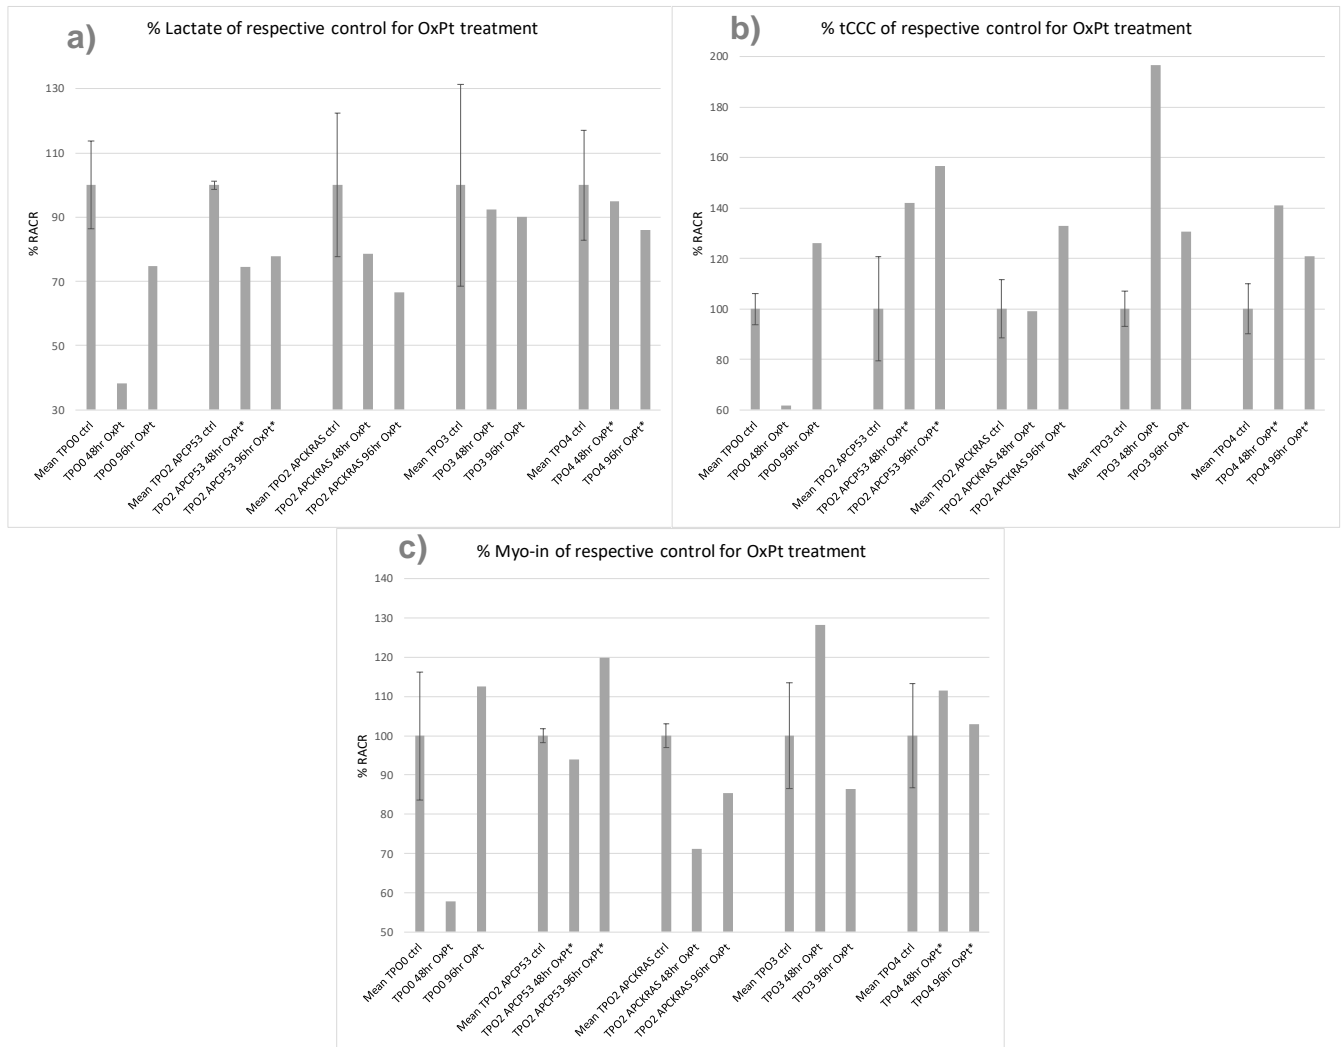 a)
% Lactate of respective control for OxPt treatment
130
110
90
70
50
30
% RACR
Mean TPO0 ctrl
TPO0 48hr OxPt
TPO0 96hr OxPt
Mean TPO2 APCP53 ctrl
TPO2 APCP53 48hr OxPt*
TPO2 APCP53 96hr OxPt*
Mean TPO2 APCKRAS ctrl
TPO2 APCKRAS 48hr OxPt
TPO2 APCKRAS 96hr OxPt
Mean TPO3 ctrl
TPO3 48hr OxPt
TPO3 96hr OxPt
Mean TPO4 ctrl
TPO4 48hr OxPt*
TPO4 96hr OxPt*
b)
% tCCC of respective control for OxPt treatment
200
180
160
140
120
100
80
60
% RACR
Mean TPO0 ctrl
TPO0 48hr OxPt
TPO0 96hr OxPt
Mean TPO2 APCP53 ctrl
TPO2 APCP53 48hr OxPt*
TPO2 APCP53 96hr OxPt*
Mean TPO2 APCKRAS ctrl
TPO2 APCKRAS 48hr OxPt
TPO2 APCKRAS 96hr OxPt
Mean TPO3 ctrl
TPO3 48hr OxPt
TPO3 96hr OxPt
Mean TPO4 ctrl
TPO4 48hr OxPt*
TPO4 96hr OxPt*
c)
% Myo-in of respective control for OxPt treatment
140
130
120
110
100
90
80
70
60
50
% RACR
Mean TPO0 ctrl
TPO0 48hr OxPt
TPO0 96hr OxPt
Mean TPO2 APCP53 ctrl
TPO2 APCP53 48hr OxPt*
TPO2 APCP53 96hr OxPt*
Mean TPO2 APCKRAS ctrl
TPO2 APCKRAS 48hr OxPt
TPO2 APCKRAS 96hr OxPt
Mean TPO3 ctrl
TPO3 48hr OxPt
TPO3 96hr OxPt
Mean TPO4 ctrl
TPO4 48hr OxPt*
TPO4 96hr OxPt*